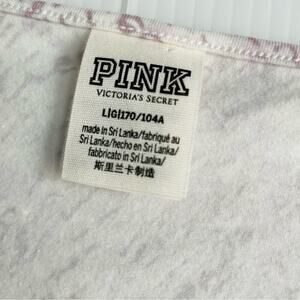 PINK
VICTORIA'S SECRET
L|G|170/104A
made in Sri Lanka/fabriqué au
Sri Lanka/hecho en Sri Lanka/
fabbricato in Sri Lanka/
斯里兰卡制造